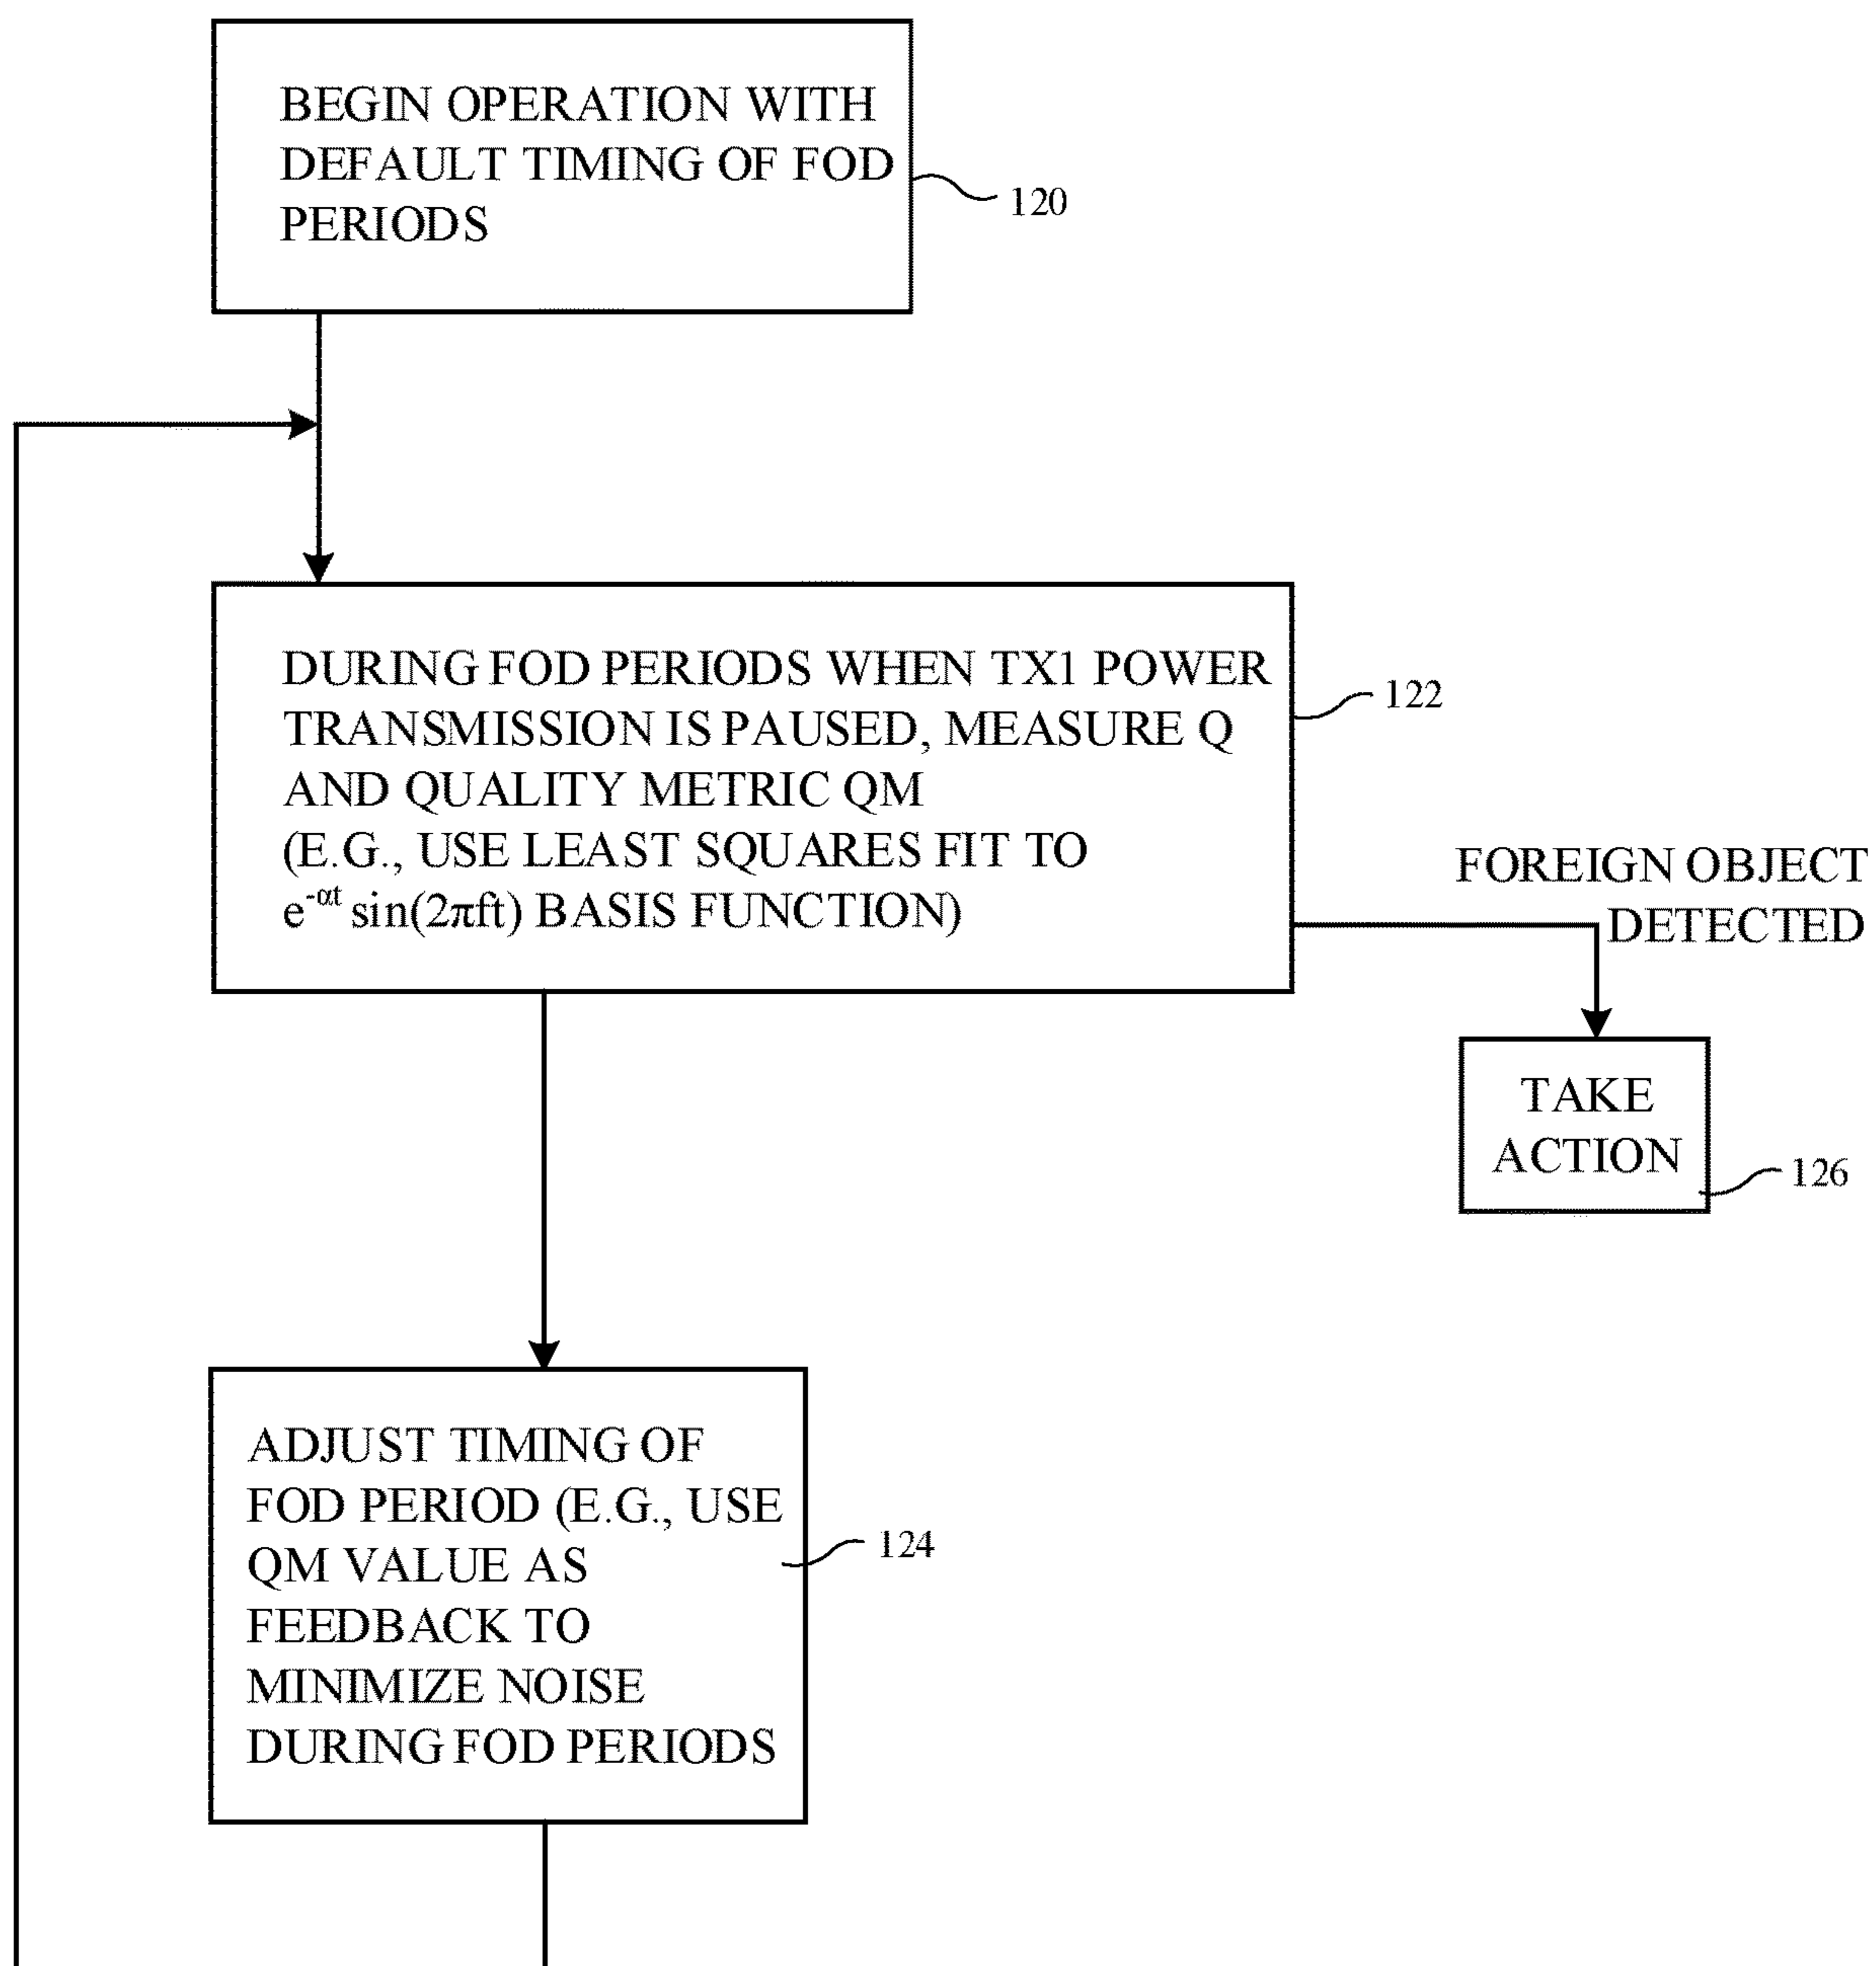 BEGIN OPERATION WITH
DEFAULT TIMING OF FOD
PERIODS
120
DURING FOD PERIODS WHEN TX1 POWER
TRANSMISSION IS PAUSED, MEASURE Q
AND QUALITY METRIC QM
(E.G., USE LEAST SQUARES FIT TO
e^-αt sin(2πft) BASIS FUNCTION)
122
FOREIGN OBJECT
DETECTED
TAKE
ACTION
126
ADJUST TIMING OF
FOD PERIOD (E.G., USE
QM VALUE AS
FEEDBACK TO
MINIMIZE NOISE
DURING FOD PERIODS
124